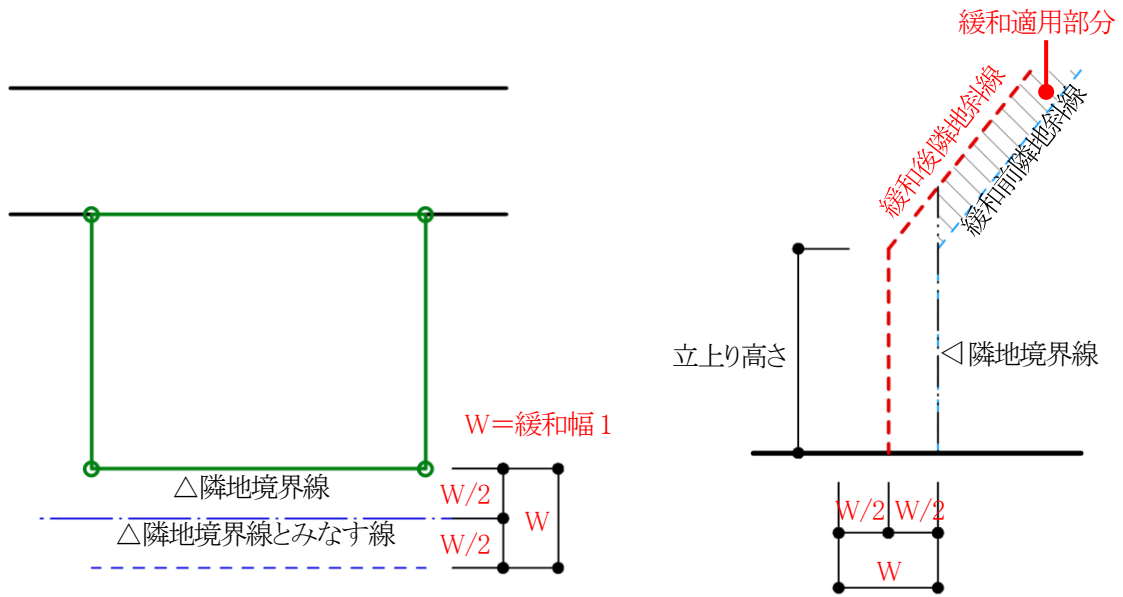 緩和適用部分
緩和後隣地斜線
緩和前隣地斜線
立上り高さ
◁隣地境界線
W＝緩和幅1
△隣地境界線
W/2
W
△隣地境界線とみなす線
W/2
W/2
W/2
W